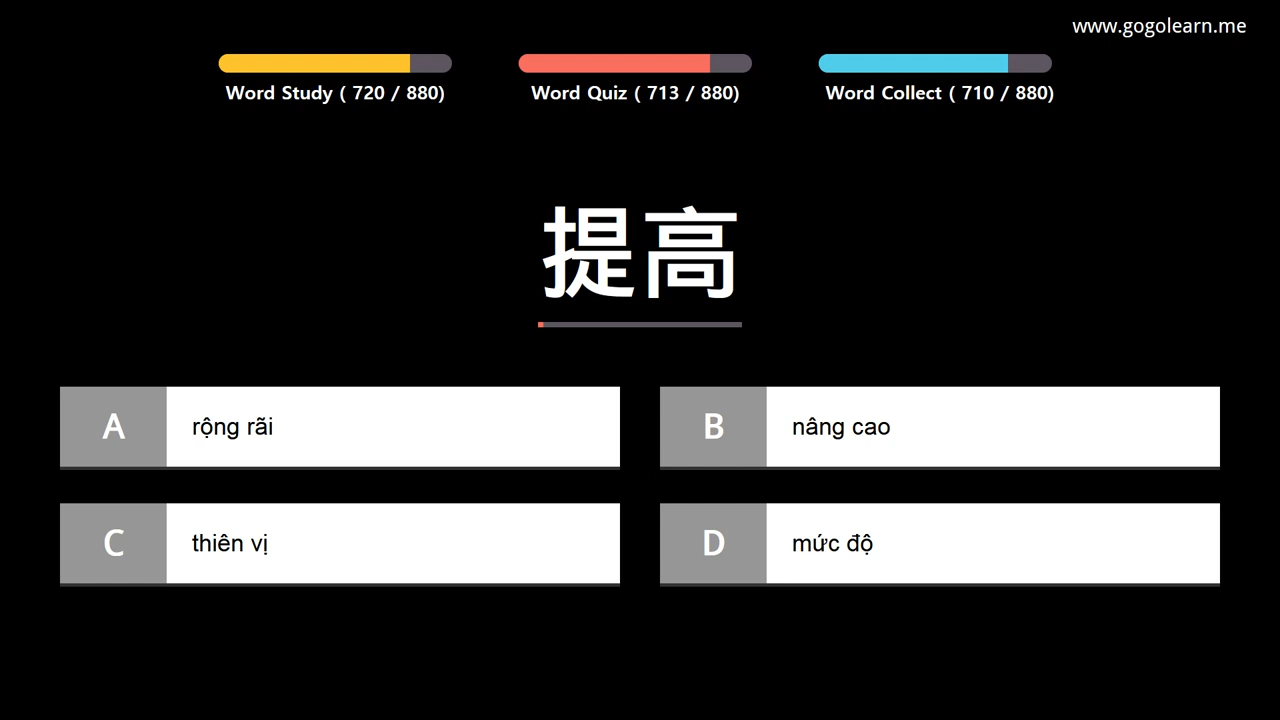 www.gogolearn.me
Word Study ( 720 / 880)
Word Quiz ( 713 / 880)
Word Collect ( 710 / 880)
提高
A rộng rãi
B nâng cao
C thiên vị
D mức độ